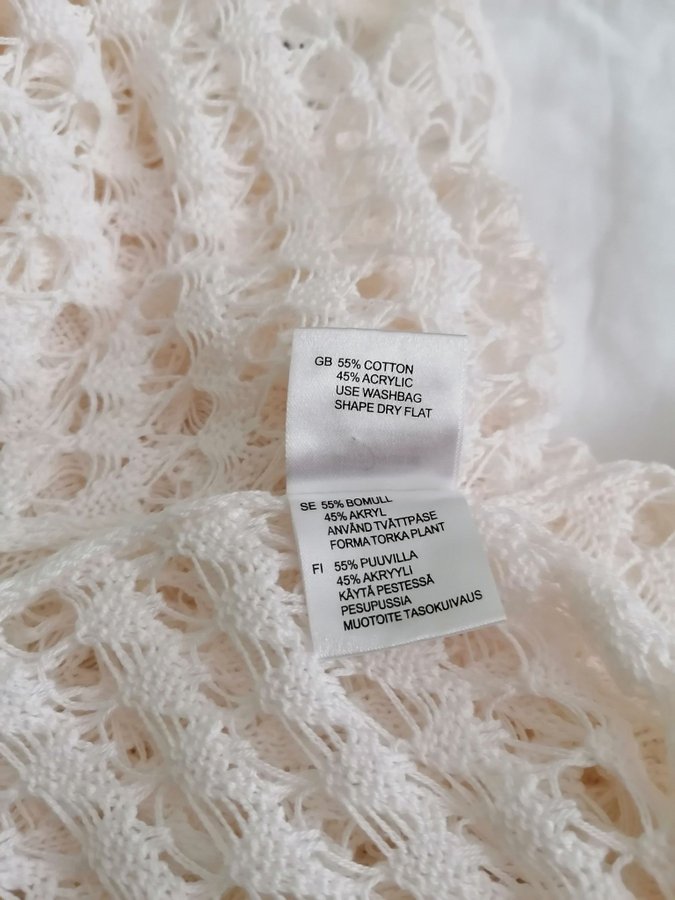 GB 55% COTTON
45% ACRYLIC
USE WASHBAG
SHAPE DRY FLAT
SE 55% BOMULL
45% AKRYL
ANVÄND TVÄTTPÅSE
FORMA TORKA PLANT
FI 55% PUUVILLA
45% AKRYYLI
KÄYTÄ PESTESSÄ
PESUPUSSIA
MUOTOITE TASOKUIVAUS